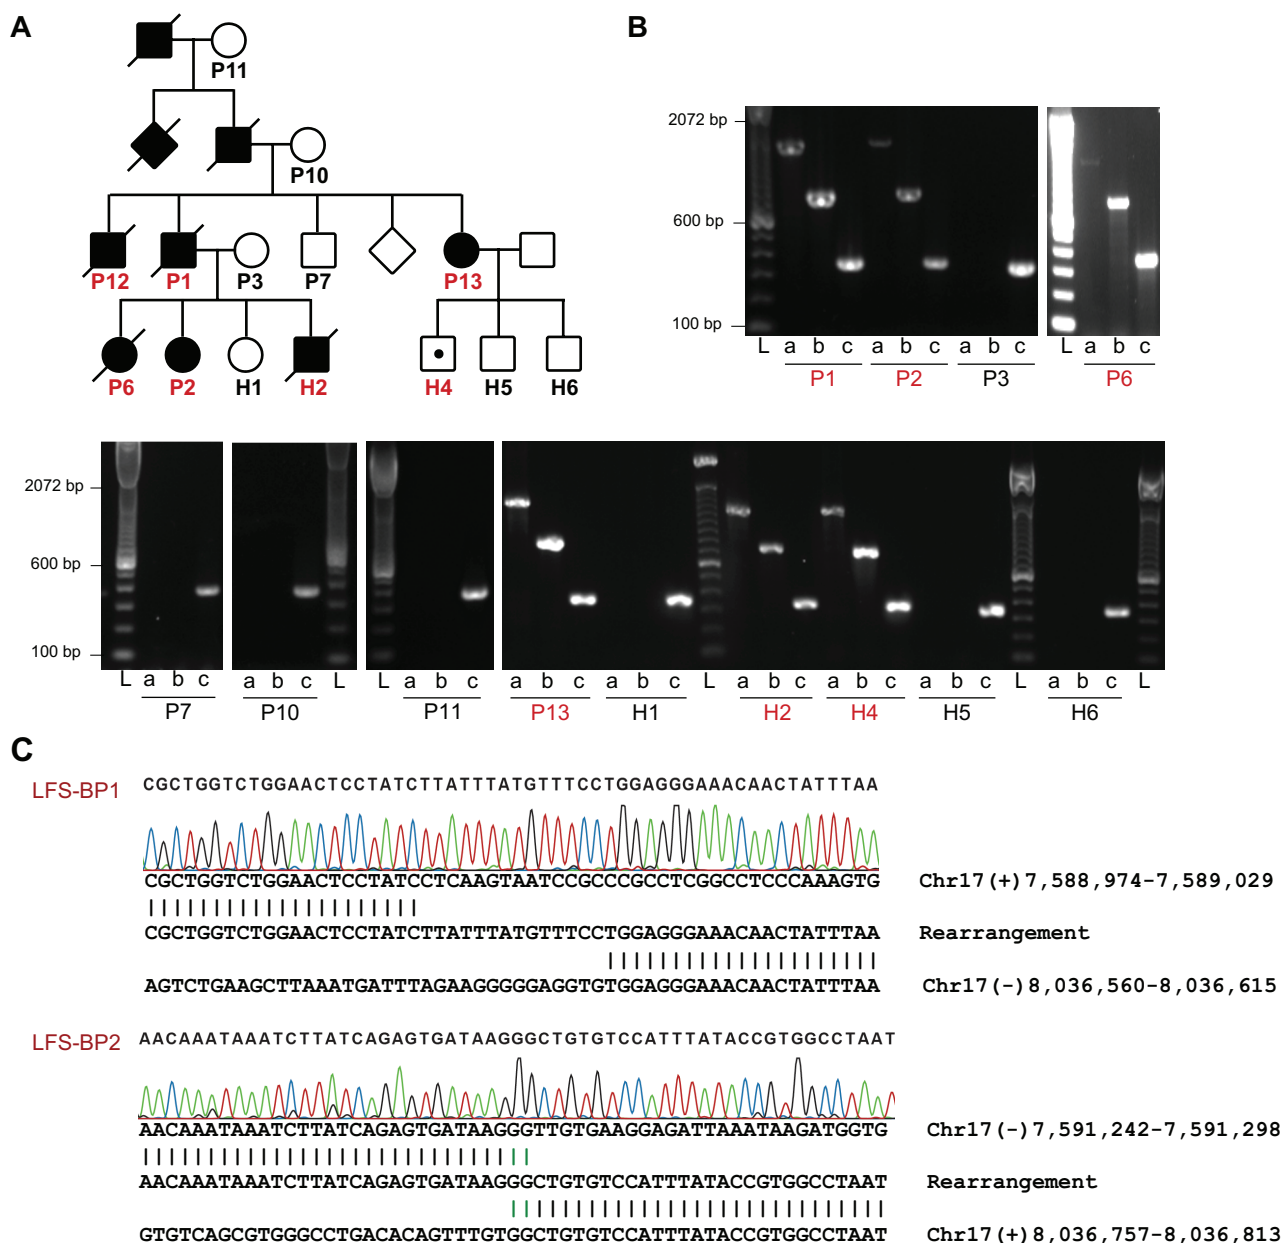 A
B
P11
P10
P12 P1 P3 P7 P13
P6 P2 H1 H2 H4 H5 H6
2072 bp
600 bp
100 bp
L a b c a b c a b c L a b c
P1 P2 P3 P6
2072 bp
600 bp
100 bp
L a b c a b c L L a b c a b c a b c L a b c a b c a b c L a b c L
P7 P10 P11 P13 H1 H2 H4 H5 H6
C
LFS-BP1 CGCTGGTCTGGAACTCCTATCTTATTTATGTTTCCTGGAGGGAAACAACTATTTAA
CGCTGGTCTGGAACTCCTATCCTCAAGTAATCCGCCCGCCTCGGCCTCCCAAAGTG Chr17(+)7,588,974-7,589,029
CGCTGGTCTGGAACTCCTATCTTATTTATGTTTCCTGGAGGGAAACAACTATTTAA Rearrangement
AGTCTGAAGCTTAAATGATTTAGAAGGGGGAGGTGTGGAGGGAAACAACTATTTAA Chr17(-)8,036,560-8,036,615
LFS-BP2 AACAAATAAATCTTATCAGAGTGATAAGGGCTGTGTCCATTTATACCGTGGCCTAAT
AACAAATAAATCTTATCAGAGTGATAAGGGTTGTGAAGGAGATTAAATAAGATGGTG Chr17(-)7,591,242-7,591,298
AACAAATAAATCTTATCAGAGTGATAAGGGCTGTGTCCATTTATACCGTGGCCTAAT Rearrangement
GTGTCAGCGTGGGCCTGACACAGTTTGTGGCTGTGTCCATTTATACCGTGGCCTAAT Chr17(+)8,036,757-8,036,813